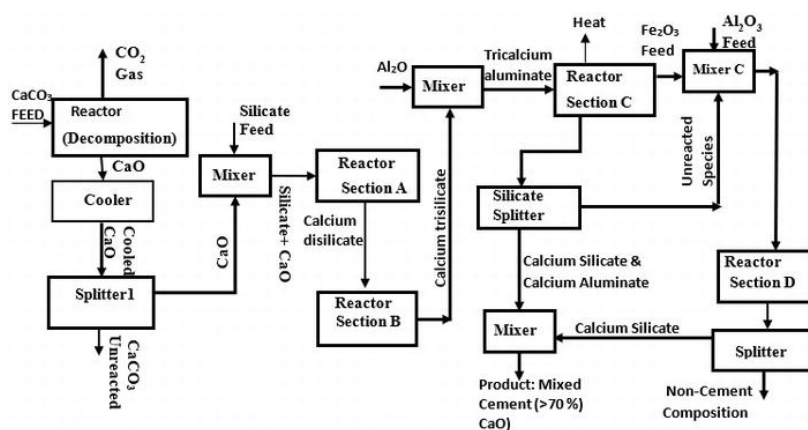 CO₂
Gas
CaCO₃
FEED
Reactor
(Decomposition)
CaO
Cooler
Cooled
CaO
Splitter1
CaCO₃
Unreacted
CaO
Silicate
Feed
Mixer
Silicate+ CaO
Reactor
Section A
Calcium
disilicate
Reactor
Section B
Calcium trisilicate
Al₂O
Mixer
Tricalcium
aluminate
Heat
Reactor
Section C
Fe₂O₃
Feed
Al₂O₃
Feed
Mixer C
Unreacted
Species
Silicate
Splitter
Calcium Silicate &
Calcium Aluminate
Reactor
Section D
Mixer
Calcium Silicate
Splitter
Product: Mixed
Cement (>70 %)
CaO)
Non-Cement
Composition